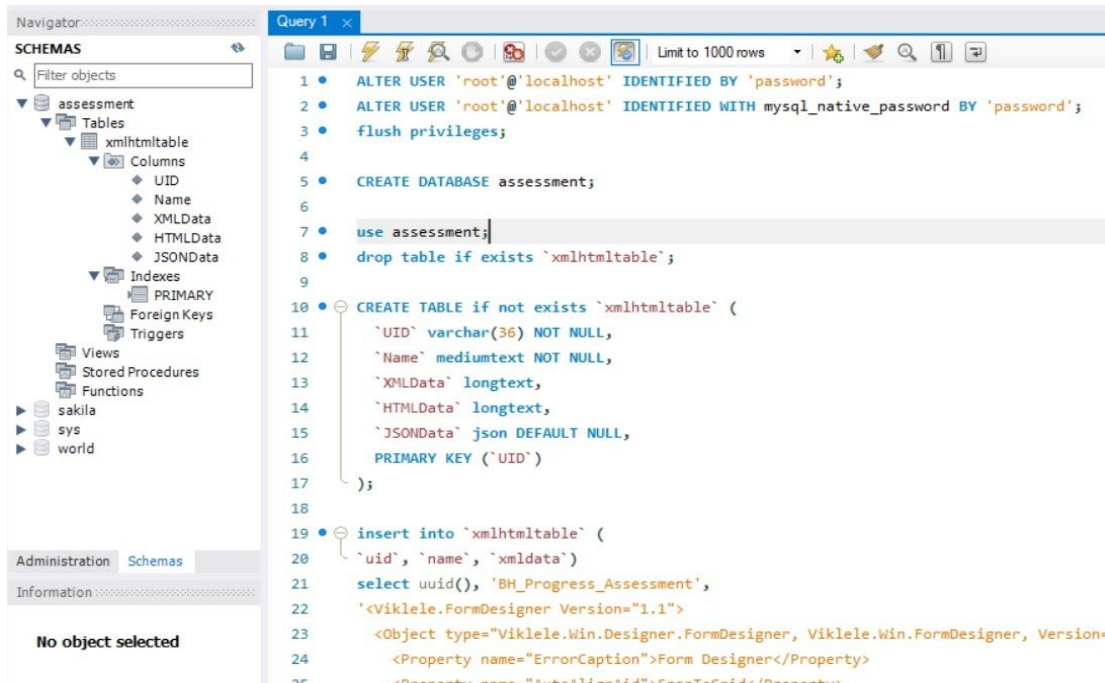 Navigator
SCHEMAS
Filter objects
assessment
Tables
xmlhtmltable
Columns
UID
Name
XMLData
HTMLData
JSONData
Indexes
PRIMARY
Foreign Keys
Triggers
Views
Stored Procedures
Functions
sakila
sys
world
Administration Schemas
Information
No object selected
Query 1
Limit to 1000 rows
1 ALTER USER 'root'@'localhost' IDENTIFIED BY 'password';
2 ALTER USER 'root'@'localhost' IDENTIFIED WITH mysql_native_password BY 'password';
3 flush privileges;
4
5 CREATE DATABASE assessment;
6
7 use assessment;
8 drop table if exists `xmlhtmltable`;
9
10 CREATE TABLE if not exists `xmlhtmltable` (
11 `UID` varchar(36) NOT NULL,
12 `Name` mediumtext NOT NULL,
13 `XMLData` longtext,
14 `HTMLData` longtext,
15 `JSONData` json DEFAULT NULL,
16 PRIMARY KEY (`UID`)
17 );
18
19 insert into `xmlhtmltable` (
20 `uid`, `name`, `xmldata`)
21 select uuid(), 'BH_Progress_Assessment',
22 '<Viklele.FormDesigner Version="1.1">
23 <Object type="Viklele.Win.Designer.FormDesigner, Viklele.Win.FormDesigner, Version=
24 <Property name="ErrorCaption">Form Designer</Property>
25 <Property name="AutoAlignAid">SnapToGrid</Property>